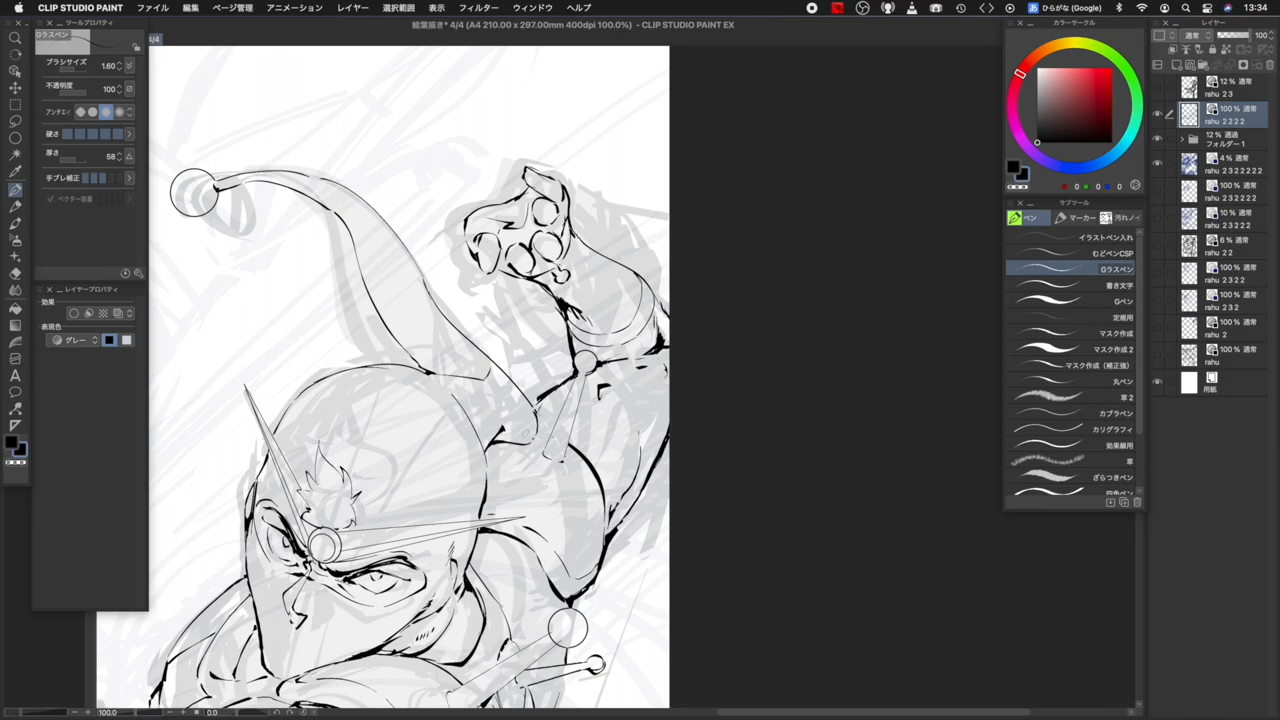 CLIP STUDIO PAINT ファイル 編集 ページ管理 アニメーション レイヤー 選択範囲 表示 フィルター ウィンドウ ヘルプ あ ひらがな (Google) 13:34
絵葉描き* 4/4 (A4 210.00 x 297.00mm 400dpi 100.0%) - CLIP STUDIO PAINT EX
ツールプロパティ
Gラスペン
ブラシサイズ 1.60
不透明度 100
アンチエイ
硬さ
厚さ 58
手ブレ補正
ベクター吸着
レイヤープロパティ
効果
表現色
グレー
4/4
100.0
0.0
カラーサークル
0 0 0
サブツール
ペン マーカー 汚れノイ
イラストペン入れ
むどペンCSP
Gラスペン
書き文字
Gペン
定規用
マスク作成
マスク作成 2
マスク作成（補正強)
丸ペン
草 2
カブラペン
カリグラフィ
効果線用
草
ざらつきペン
四角ペン
レイヤー
通常 100
12 % 通常
rahu 2 3
100 % 通常
rahu 2 2 2 2
12 % 通過
フォルダー 1
4 % 通常
rahu 2 3 2 2 2 2 2
100 % 通常
rahu 2 3 2 2 2 2
10 % 通常
rahu 2 3 2 2 2
6 % 通常
rahu 2 2
100 % 通常
rahu 2 3 2 2
100 % 通常
rahu 2 3 2
100 % 通常
rahu 2
100 % 通常
rahu
用紙